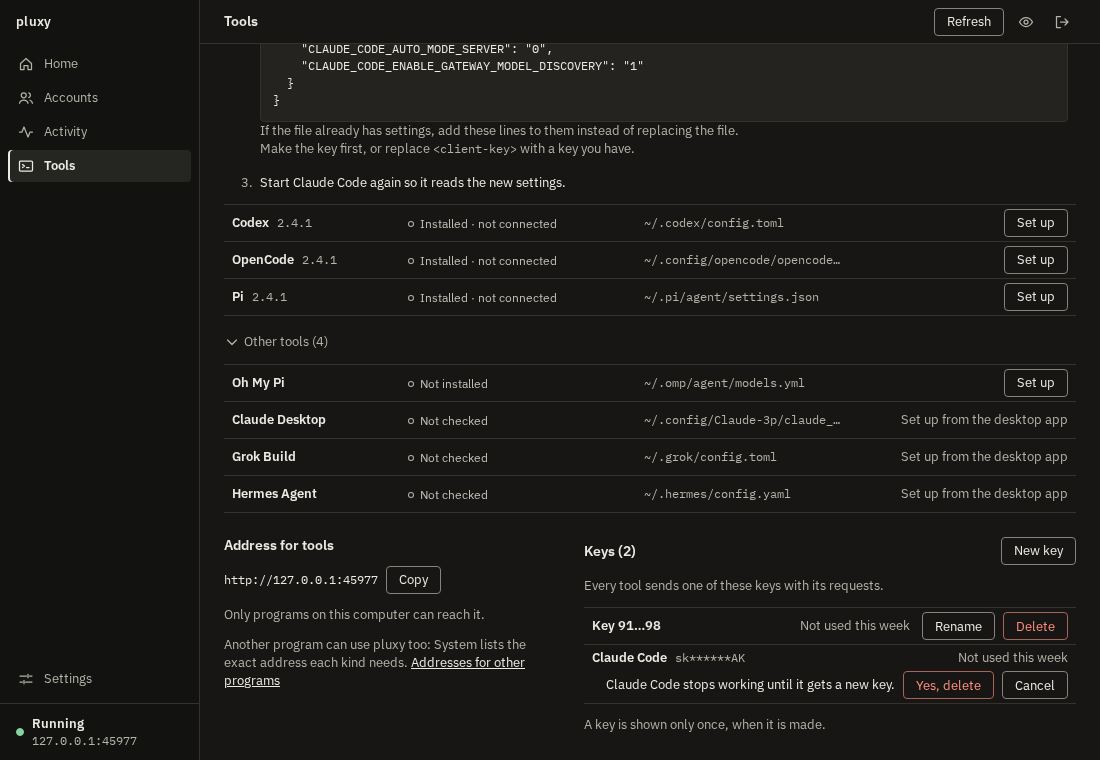 pluxy
Tools
Refresh
Home
Accounts
Activity
Tools
"CLAUDE_CODE_AUTO_MODE_SERVER": "0",
"CLAUDE_CODE_ENABLE_GATEWAY_MODEL_DISCOVERY": "1"
}
}
If the file already has settings, add these lines to them instead of replacing the file.
Make the key first, or replace <client-key> with a key you have.
3. Start Claude Code again so it reads the new settings.
Codex 2.4.1 Installed · not connected ~/.codex/config.toml Set up
OpenCode 2.4.1 Installed · not connected ~/.config/opencode/opencode… Set up
Pi 2.4.1 Installed · not connected ~/.pi/agent/settings.json Set up
Other tools (4)
Oh My Pi Not installed ~/.omp/agent/models.yml Set up
Claude Desktop Not checked ~/.config/Claude-3p/claude_… Set up from the desktop app
Grok Build Not checked ~/.grok/config.toml Set up from the desktop app
Hermes Agent Not checked ~/.hermes/config.yaml Set up from the desktop app
Address for tools
http://127.0.0.1:45977 Copy
Only programs on this computer can reach it.
Another program can use pluxy too: System lists the
exact address each kind needs. Addresses for other
programs
Keys (2) New key
Every tool sends one of these keys with its requests.
Key 91…98 Not used this week Rename Delete
Claude Code sk******AK Not used this week
Claude Code stops working until it gets a new key. Yes, delete Cancel
A key is shown only once, when it is made.
Settings
Running
127.0.0.1:45977